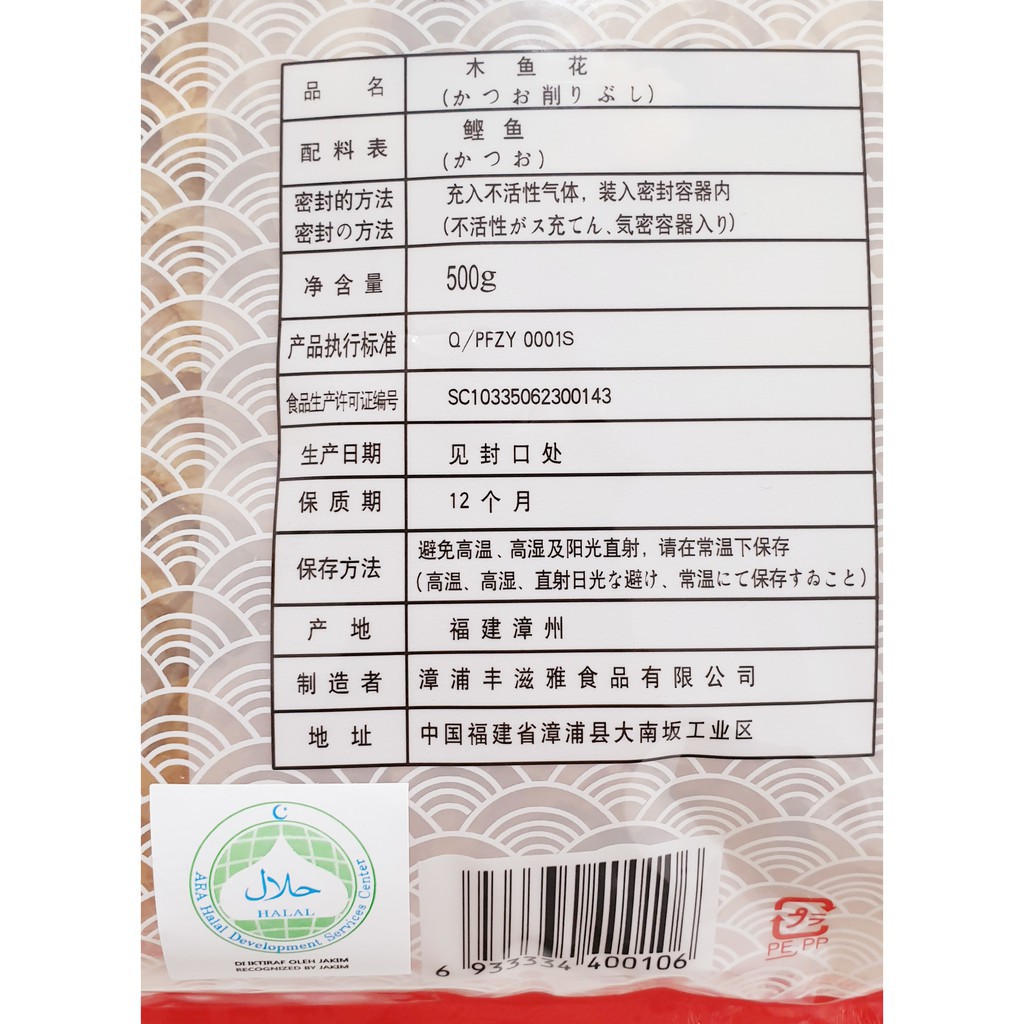 品 名 木 鱼 花
(かつお削りぶし)
配 料 表 鲣 鱼
(かつお)
密封的方法 充入不活性气体，装入密封容器内
密封の方法 (不活性がス充てん、気密容器入り)
净 含 量 500g
产品执行标准 Q/PFZY 0001S
食品生产许可证编号 SC10335062300143
生产日期 见 封 口 处
保 质 期 12 个 月
保存方法 避免高温、高湿及阳光直射，请在常温下保存
(高温、高湿、直射日光な避け、常温にて保存すゐこと)
产 地 福 建 漳 州
制 造 者 漳 浦 丰 滋 雅 食 品 有 限 公 司
地 址 中国福建省漳浦县大南坂工业区
حلال
HALAL
ARA Halal Development Services Center
DI IKTIRAF OLEH JAKIM
RECOGNIZED BY JAKIM
6 933334 400106
プラ
PE, PP